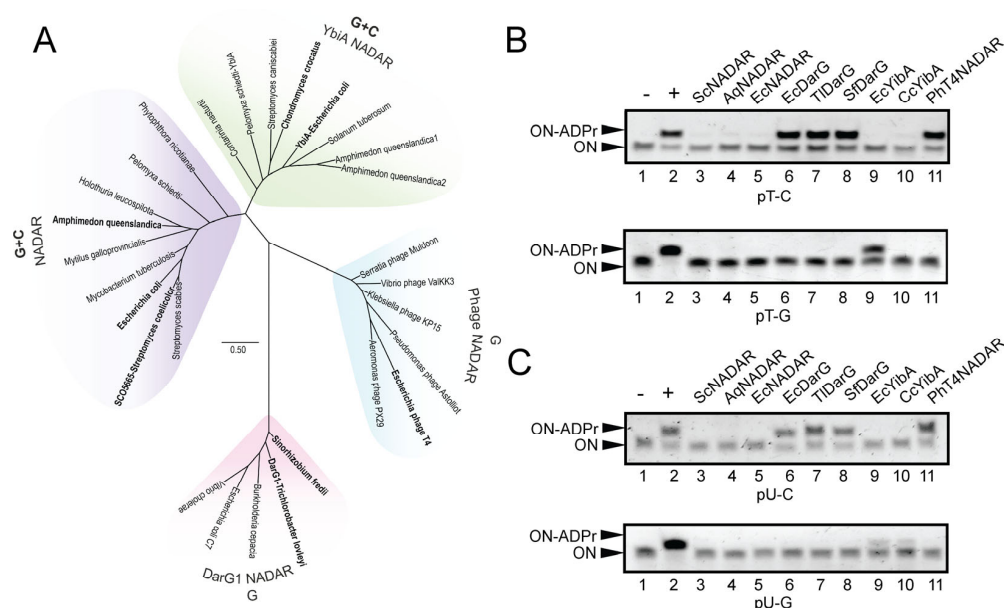 A
G+C
YbiA NADAR
Contarinia nasturtii
Pelomyxa schiedti-YbiA
Streptomyces caniscabiei
Chondromyces crocatus
YbiA-Escherichia coli
Solanum tuberosum
Amphimedon queenslandica1
Amphimedon queenslandica2
G+C
NADAR
Phytophthora nicotianae
Pelomyxa schiedti
Holothuria leucospilota
Amphimedon queenslandica
Mytilus galloprovincialis
Mycobacterium tuberculosis
Escherichia coli
SCO5665-Streptomyces coelicolor
Streptomyces scabies
0.50
Serratia phage Muldoon
Vibrio phage ValKK3
Klebsiella phage KP15
Pseudomonas phage Astolliot
Escherichia phage T4
Aeromonas phage PX29
Phage NADAR
G
Sinorhizobium fredii
DarG1-Trichlorobacter lovleyi
Burkholderia cepacia
Escherichia coli C7
Vibrio cholerae
DarG1 NADAR
G
B
- + ScNADAR AqNADAR EcNADAR EcDarG TlDarG SfDarG EcYibA CcYibA PhT4NADAR
ON-ADPr
ON
1 2 3 4 5 6 7 8 9 10 11
pT-C
ON-ADPr
ON
1 2 3 4 5 6 7 8 9 10 11
pT-G
C
- + ScNADAR AqNADAR EcNADAR EcDarG TlDarG SfDarG EcYibA CcYibA PhT4NADAR
ON-ADPr
ON
1 2 3 4 5 6 7 8 9 10 11
pU-C
ON-ADPr
ON
1 2 3 4 5 6 7 8 9 10 11
pU-G